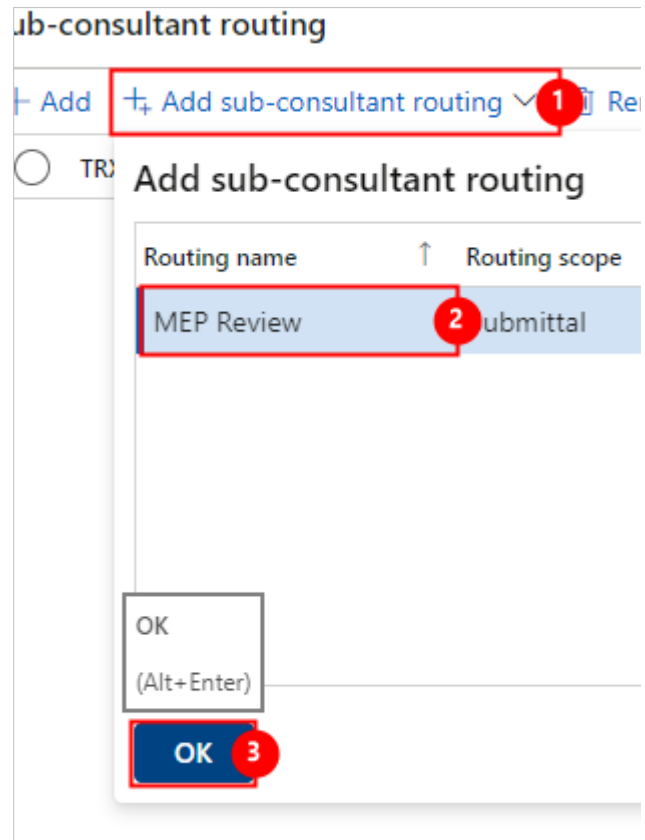 ub-consultant routing
Add Add sub-consultant routing 1 Re
TRX
Add sub-consultant routing
Routing name Routing scope
MEP Review 2 ubmittal
OK
(Alt+Enter)
OK 3